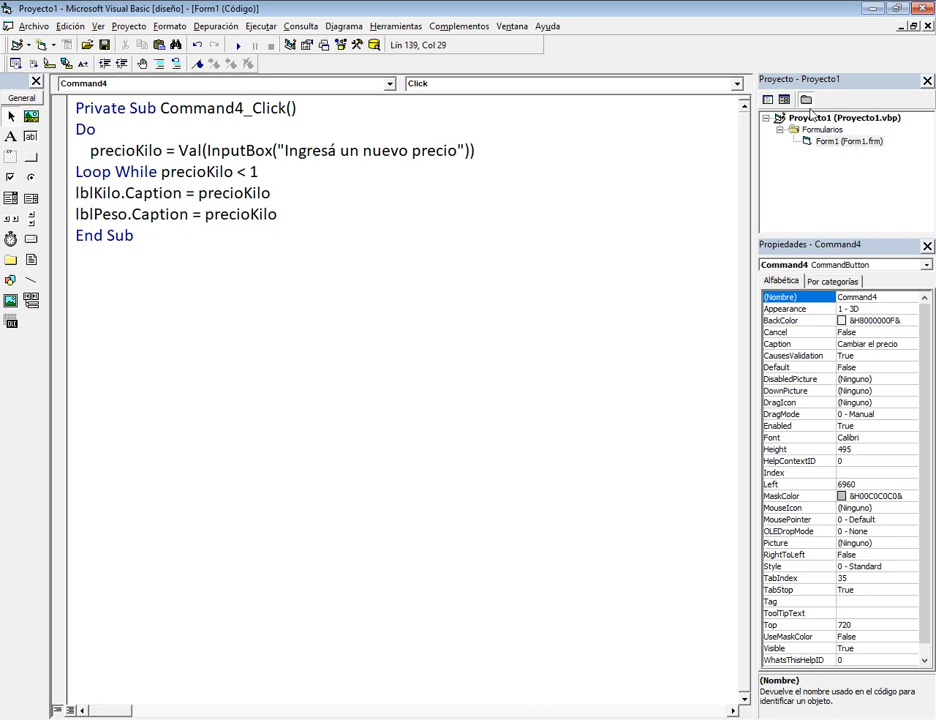 Proyecto1 - Microsoft Visual Basic [diseño] - [Form1 (Código)]
Archivo Edición Ver Proyecto Formato Depuración Ejecutar Consulta Diagrama Herramientas Complementos Ventana Ayuda
Lín 139, Col 29
General
Command4
Click
Private Sub Command4_Click()
Do
precioKilo = Val(InputBox("Ingresá un nuevo precio"))
Loop While precioKilo < 1
lblKilo.Caption = precioKilo
lblPeso.Caption = precioKilo
End Sub
Proyecto - Proyecto1
Proyecto1 (Proyecto1.vbp)
Formularios
Form1 (Form1.frm)
Propiedades - Command4
Command4 CommandButton
Alfabética Por categorías
(Nombre) Command4
Appearance 1 - 3D
BackColor &H8000000F&
Cancel False
Caption Cambiar el precio
CausesValidation True
Default False
DisabledPicture (Ninguno)
DownPicture (Ninguno)
DragIcon (Ninguno)
DragMode 0 - Manual
Enabled True
Font Calibri
Height 495
HelpContextID 0
Index
Left 6960
MaskColor &H00C0C0C0&
MouseIcon (Ninguno)
MousePointer 0 - Default
OLEDropMode 0 - None
Picture (Ninguno)
RightToLeft False
Style 0 - Standard
TabIndex 35
TabStop True
Tag
ToolTipText
Top 720
UseMaskColor False
Visible True
WhatsThisHelpID 0
(Nombre)
Devuelve el nombre usado en el código para
identificar un objeto.